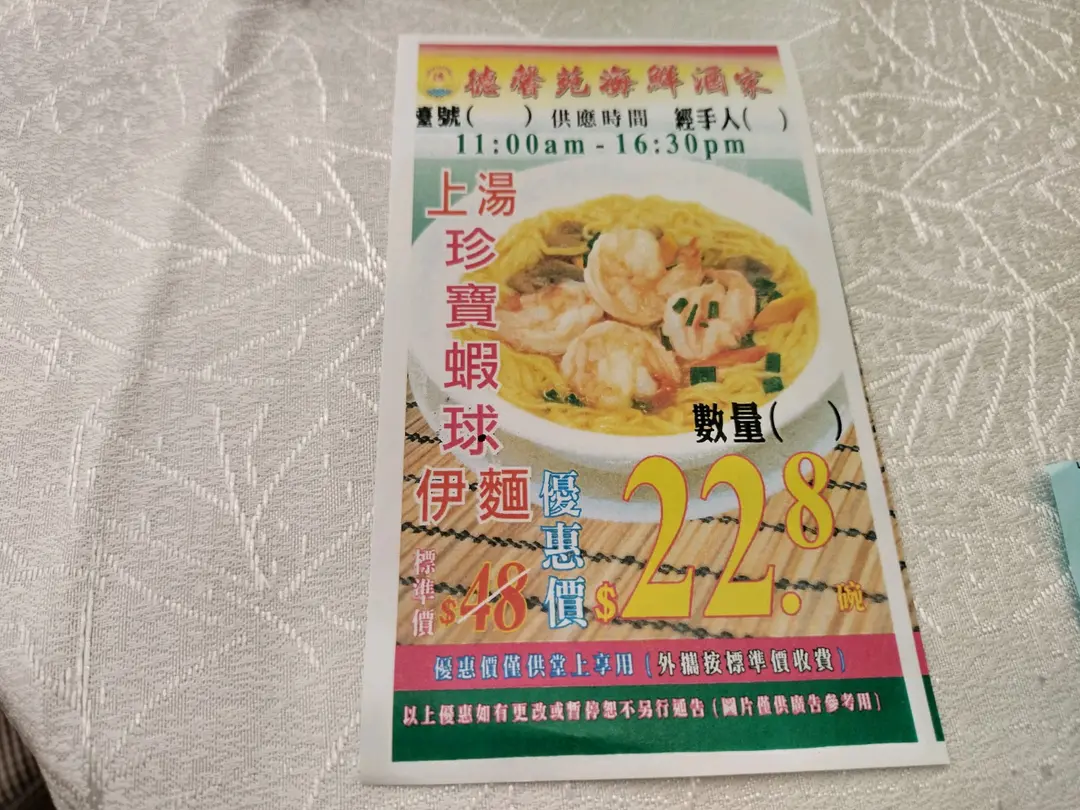 德馨苑海鮮酒家
臺號( ) 供應時間 經手人( )
11:00am - 16:30pm
上湯
珍寶蝦球
伊麵
數量( )
標準價 $48
優惠價 $22.8 碗
優惠價僅供堂上享用(外攜按標準價收費)
以上優惠如有更改或暫停恕不另行通告(圖片僅供廣告參考用)